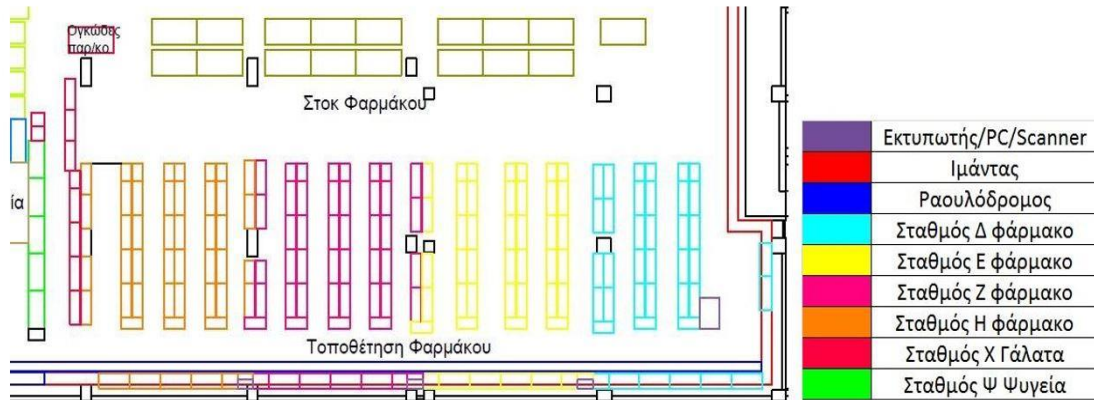 Ογκώδες
παρ/κο
Στοκ Φαρμάκου
ία
Τοποθέτηση Φαρμάκου
Εκτυπωτής/PC/Scanner
Ιμάντας
Ραουλόδρομος
Σταθμός Δ φάρμακο
Σταθμός Ε φάρμακο
Σταθμός Ζ φάρμακο
Σταθμός Η φάρμακο
Σταθμός Χ Γάλατα
Σταθμός Ψ Ψυγεία